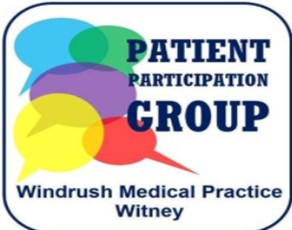 PATIENT
PARTICIPATION
GROUP
Windrush Medical Practice
Witney